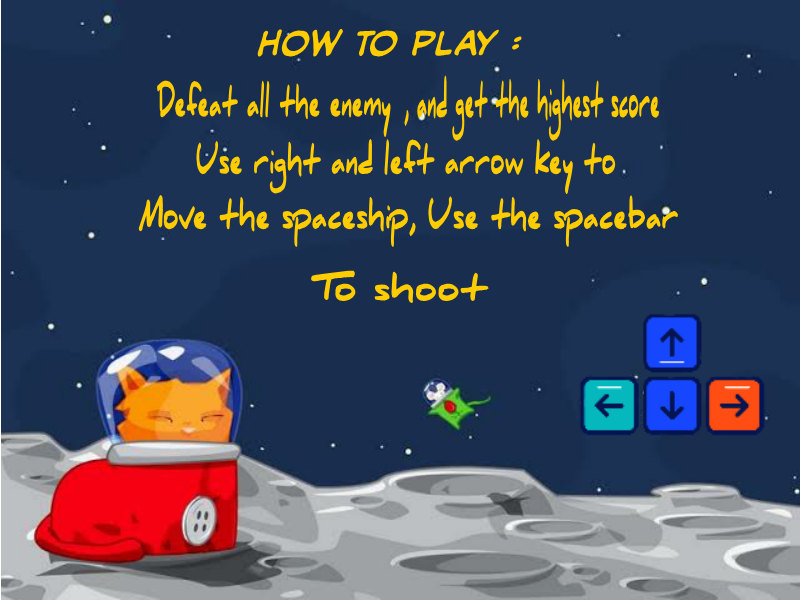 HOW TO PLAY :
Defeat all the enemy , and get the highest score
Use right and left arrow key to
Move the spaceship, Use the spacebar
To shoot